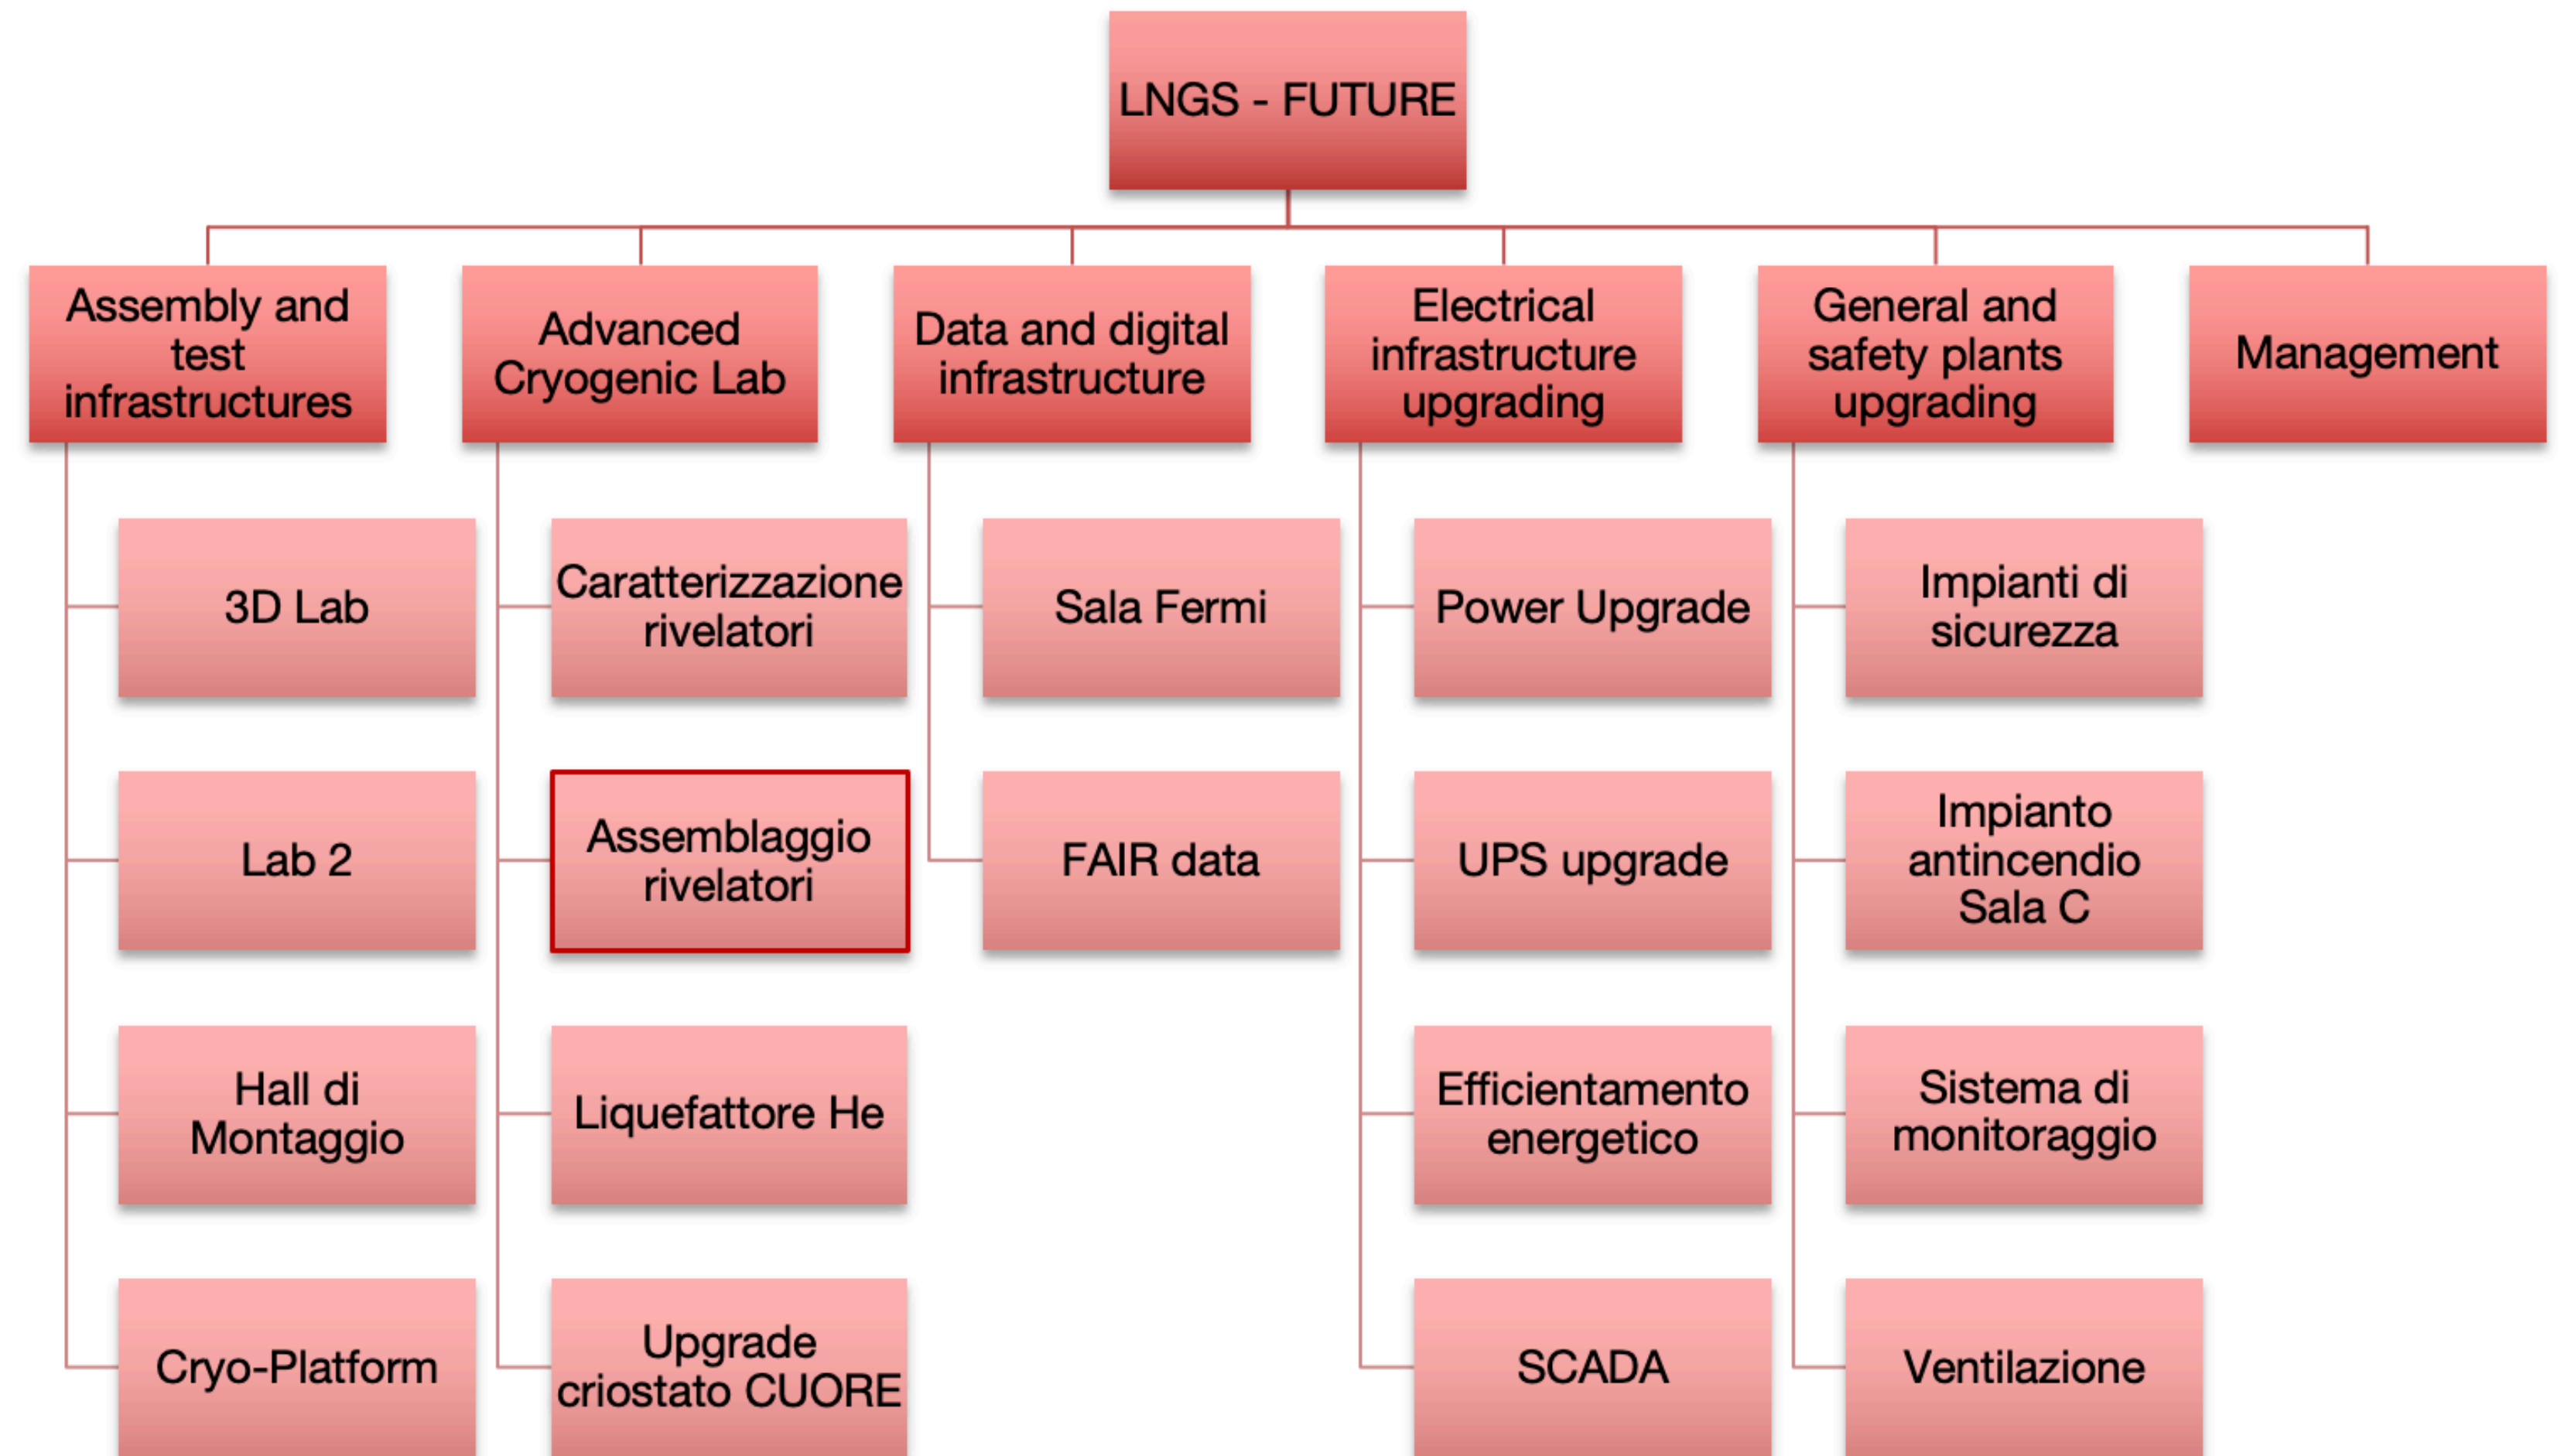 LNGS - FUTURE
Assembly and
test
infrastructures
Advanced
Cryogenic Lab
Data and digital
infrastructure
Electrical
infrastructure
upgrading
General and
safety plants
upgrading
Management
3D Lab
Caratterizzazione
rivelatori
Sala Fermi
Power Upgrade
Impianti di
sicurezza
Lab 2
Assemblaggio
rivelatori
FAIR data
UPS upgrade
Impianto
antincendio
Sala C
Hall di
Montaggio
Liquefattore He
Efficientamento
energetico
Sistema di
monitoraggio
Cryo-Platform
Upgrade
criostato CUORE
SCADA
Ventilazione